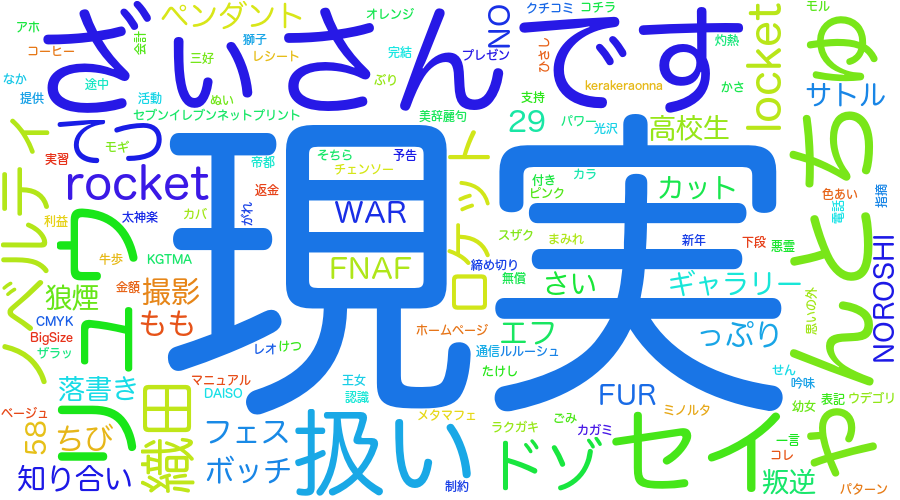 アホ
ペンダント
オレンジ
NO
クチコミ
コチラ
モル
コーヒー
会計
獅子
レシート
ざぃさんです
locket
ゅ
三好
完結
プレゼン
ひさし
灼熱
なか
途中
ぶり
kerakeraonna
かさ
サトル
提供
活動
ぬい
セブンイレブンネットプリント
美辞麗句
支持
パワー
光沢
29
高校生
てつ
モギ
実習
帝都
そちら
予告
チェンソー
ノベルティ
rocket
返金
現実
ロケット
付き
ピンク
カラ
カット
色あい
電話
指摘
やんとちゅ
利益
太神楽
カバ
がれ
WAR
スザク
まみれ
新年
下段
悪霊
リュウ
牛歩
KGTMA
FNAF
締め切り
無償
さい
ギャラリー
NOROSHI
狼煙
金額
撮影
思いの外
CMYK
もも
ホームページ
エフ
っぷり
BigSize
ザラッ
レオ
けつ
通信
ルルーシュ
落書き
マニュアル
DAISO
王女
認識
たけし
FUR
せん
吟味
ベージュ
幼女
表記
ウデゴリ
58
ちび
織田
フェス
扱い
メタマフェ
ラクガキ
ごみ
カガミ
ミノルタ
セイ
一言
コレ
知り合い
ボッチ
制約
ドゾ
叛逆
パターン